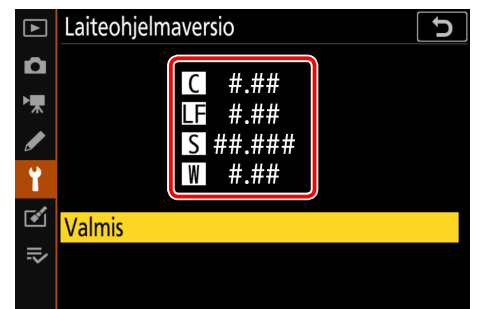 Laiteohjelmaversio
C #.##
LF #.##
S ##.###
W #.##
Valmis